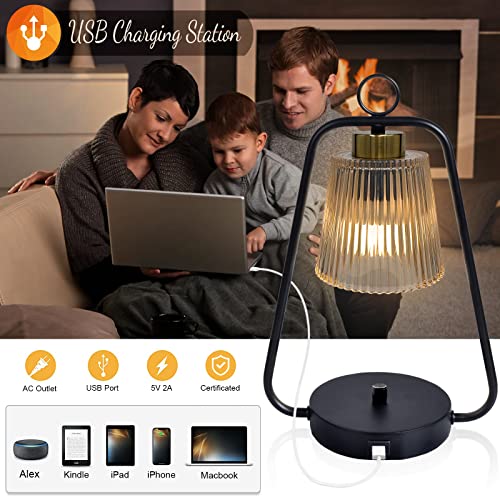 USB Charging Station
AC Outlet
USB Port
5V 2A
Certificated
Alex
Kindle
iPad
iPhone
Macbook